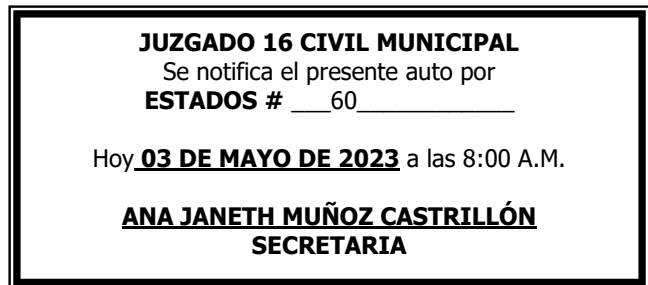 JUZGADO 16 CIVIL MUNICIPAL
Se notifica el presente auto por
ESTADOS # ___60____________
Hoy 03 DE MAYO DE 2023 a las 8:00 A.M.
ANA JANETH MUÑOZ CASTRILLÓN
SECRETARIA